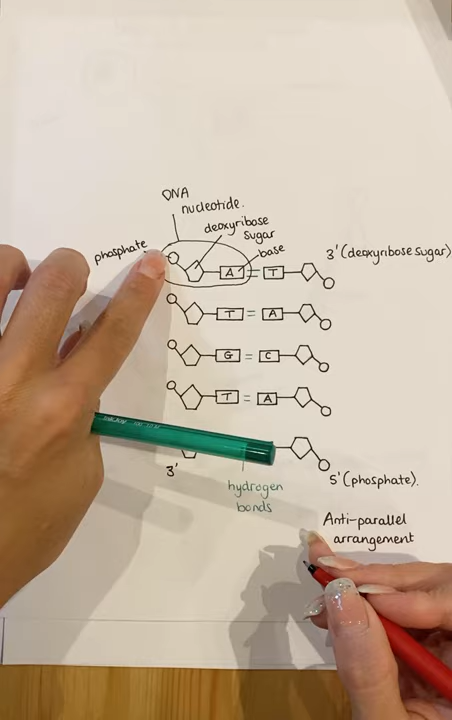 DNA
nucleotide.
deoxyribose
sugar
base
phosphate
3' (deoxyribose sugar)
A = T
T = A
G = C
T = A
3'
5' (phosphate).
hydrogen
bonds
Anti-parallel
arrangement